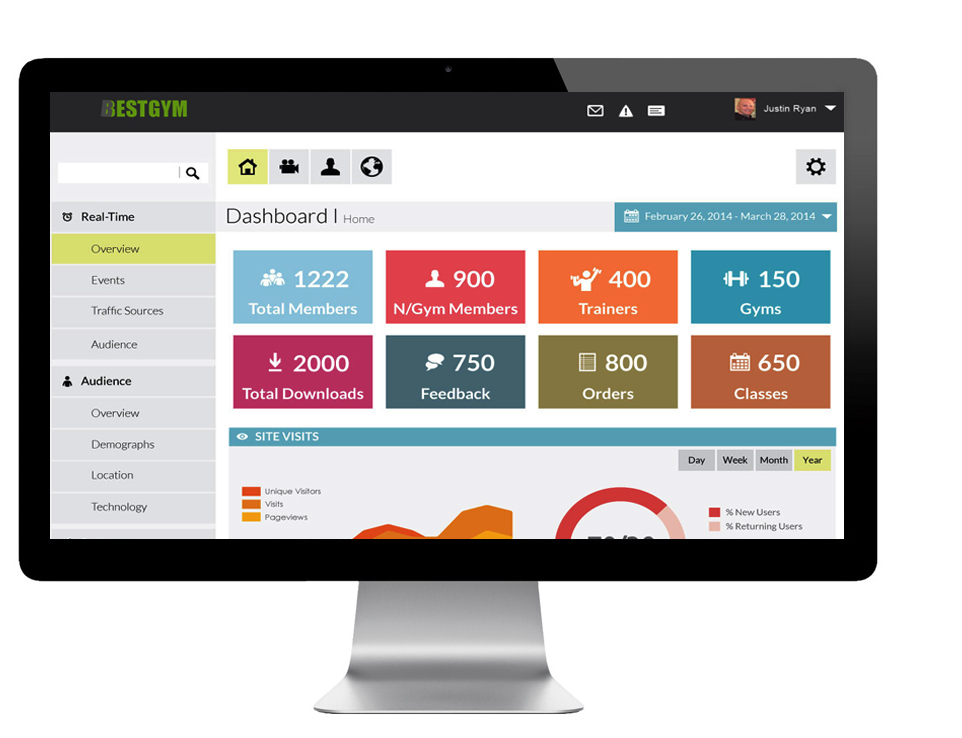 BESTGYM
Justin Ryan
Real-Time
Overview
Events
Traffic Sources
Audience
Audience
Overview
Demographs
Location
Technology
Dashboard | Home
February 26, 2014 - March 28, 2014
1222
Total Members
900
N/Gym Members
400
Trainers
150
Gyms
2000
Total Downloads
750
Feedback
800
Orders
650
Classes
SITE VISITS
Day Week Month Year
Unique Visitors
Visits
Pageviews
% New Users
% Returning Users